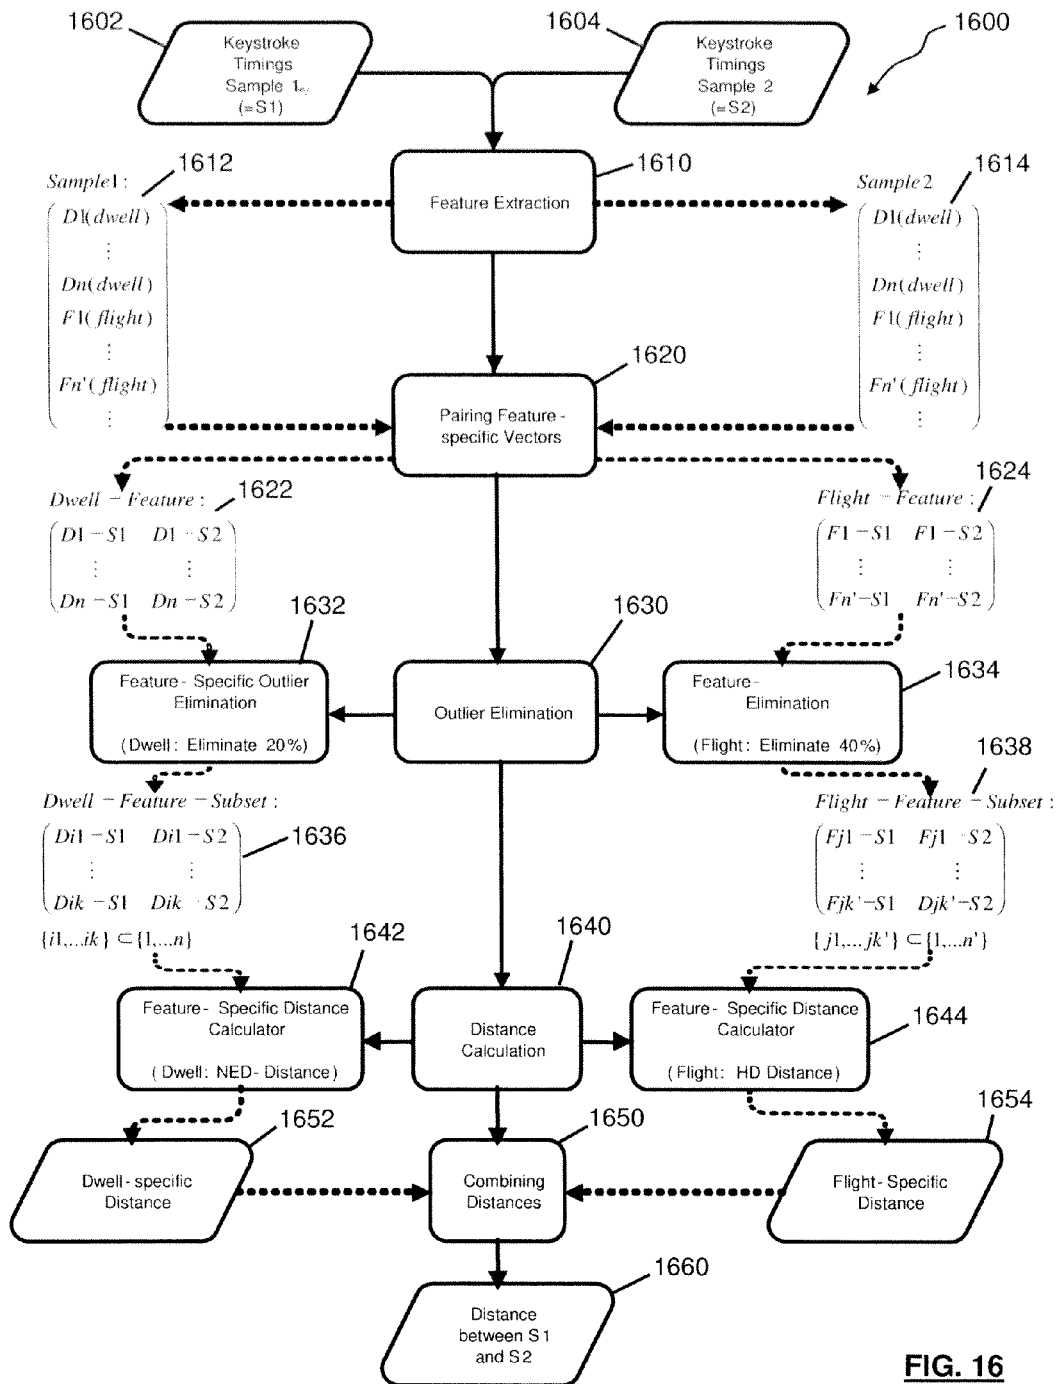 1602
1604
1600
Keystroke
Timings
Sample 1
(=S1)
Keystroke
Timings
Sample 2
(=S2)
1610
Feature Extraction
1612
Sample1:
D1(dwell)
⋮
Dn(dwell)
F1(flight)
⋮
Fn'(flight)
⋮
1614
Sample2
D1(dwell)
⋮
Dn(dwell)
F1(flight)
⋮
Fn'(flight)
⋮
1620
Pairing Feature-
specific Vectors
1622
Dwell – Feature:
D1 – S1 D1 – S2
⋮ ⋮
Dn – S1 Dn – S2
1624
Flight – Feature:
F1 – S1 F1 – S2
⋮ ⋮
Fn' – S1 Fn' – S2
1632
Feature- Specific Outlier
Elimination
(Dwell: Eliminate 20%)
1630
Outlier Elimination
1634
Feature-
Elimination
(Flight: Eliminate 40%)
1636
Dwell – Feature – Subset:
Di1 – S1 Di1 – S2
⋮ ⋮
Dik – S1 Dik S2
{i1,...ik} ⊂ {1,...n}
1638
Flight – Feature – Subset:
Fj1 – S1 Fj1 S2
⋮ ⋮
Fjk' – S1 Djk' – S2
{j1,...jk'} ⊂ {1,...n'}
1642
Feature- Specific Distance
Calculator
(Dwell: NED- Distance)
1640
Distance
Calculation
1644
Feature- Specific Distance
Calculator
(Flight: HD Distance)
1652
Dwell- specific
Distance
1650
Combining
Distances
1654
Flight-Specific
Distance
1660
Distance
between S1
and S2
FIG. 16